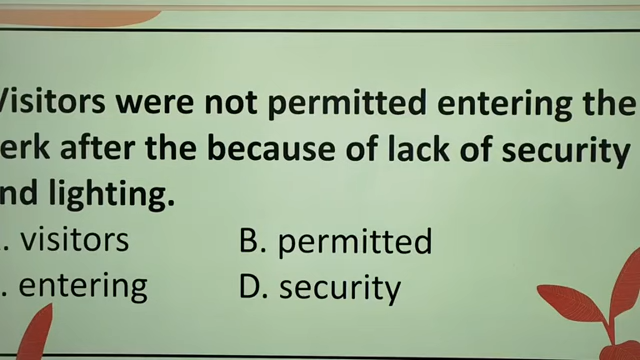 Visitors were not permitted entering the
erk after the because of lack of security
nd lighting.
. visitors B. permitted
. entering D. security